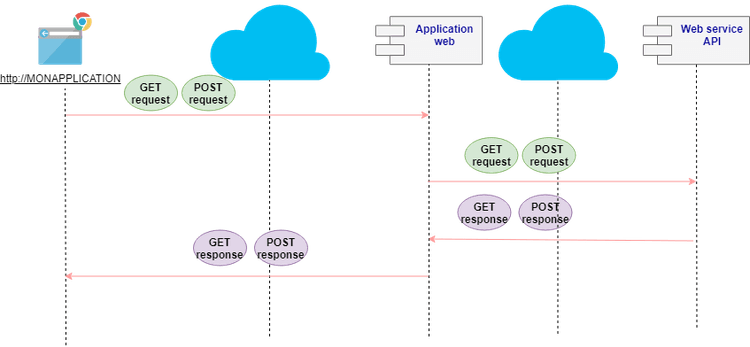 Application
web
Web service
API
http://MONAPPLICATION
GET
request
POST
request
GET
request
POST
request
GET
response
POST
response
GET
response
POST
response